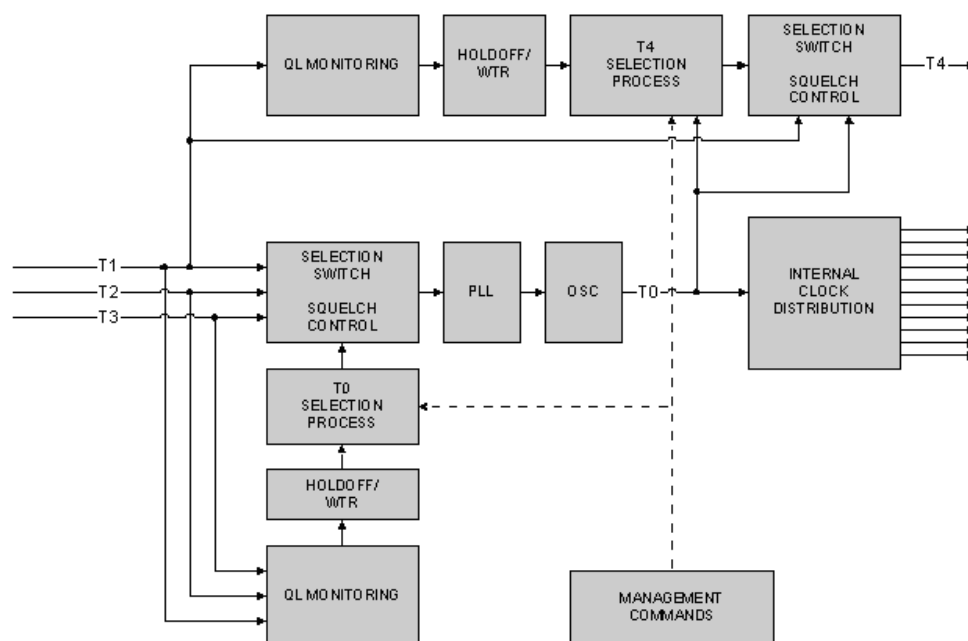 QL MONITORING
HOLDOFF/
WTR
T4
SELECTION
PROCESS
SELECTION
SWITCH
SQUELCH
CONTROL
T4
T1
T2
T3
SELECTION
SWITCH
SQUELCH
CONTROL
PLL
OSC
T0
INTERNAL
CLOCK
DISTRIBUTION
T0
SELECTION
PROCESS
HOLDOFF/
WTR
QL MONITORING
MANAGEMENT
COMMANDS